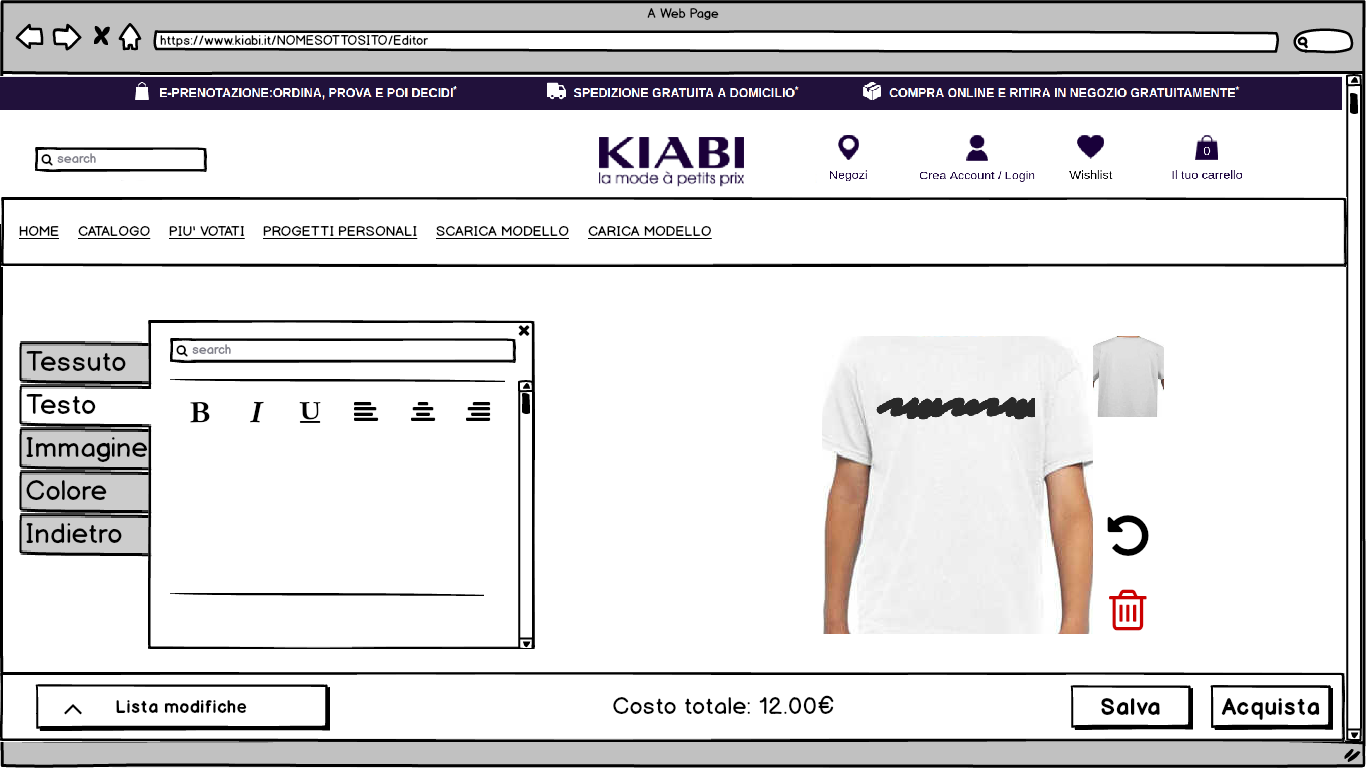 A Web Page
https://www.kiabi.it/NOMESOTTOSITO/Editor
E-PRENOTAZIONE:ORDINA, PROVA E POI DECIDI*
SPEDIZIONE GRATUITA A DOMICILIO*
COMPRA ONLINE E RITIRA IN NEGOZIO GRATUITAMENTE*
search
KIABI
la mode à petits prix
Negozi
Crea Account / Login
Wishlist
0
Il tuo carrello
HOME CATALOGO PIU' VOTATI PROGETTI PERSONALI SCARICA MODELLO CARICA MODELLO
Tessuto
Testo
Immagine
Colore
Indietro
search
B I U
Lista modifiche
Costo totale: 12.00€
Salva
Acquista